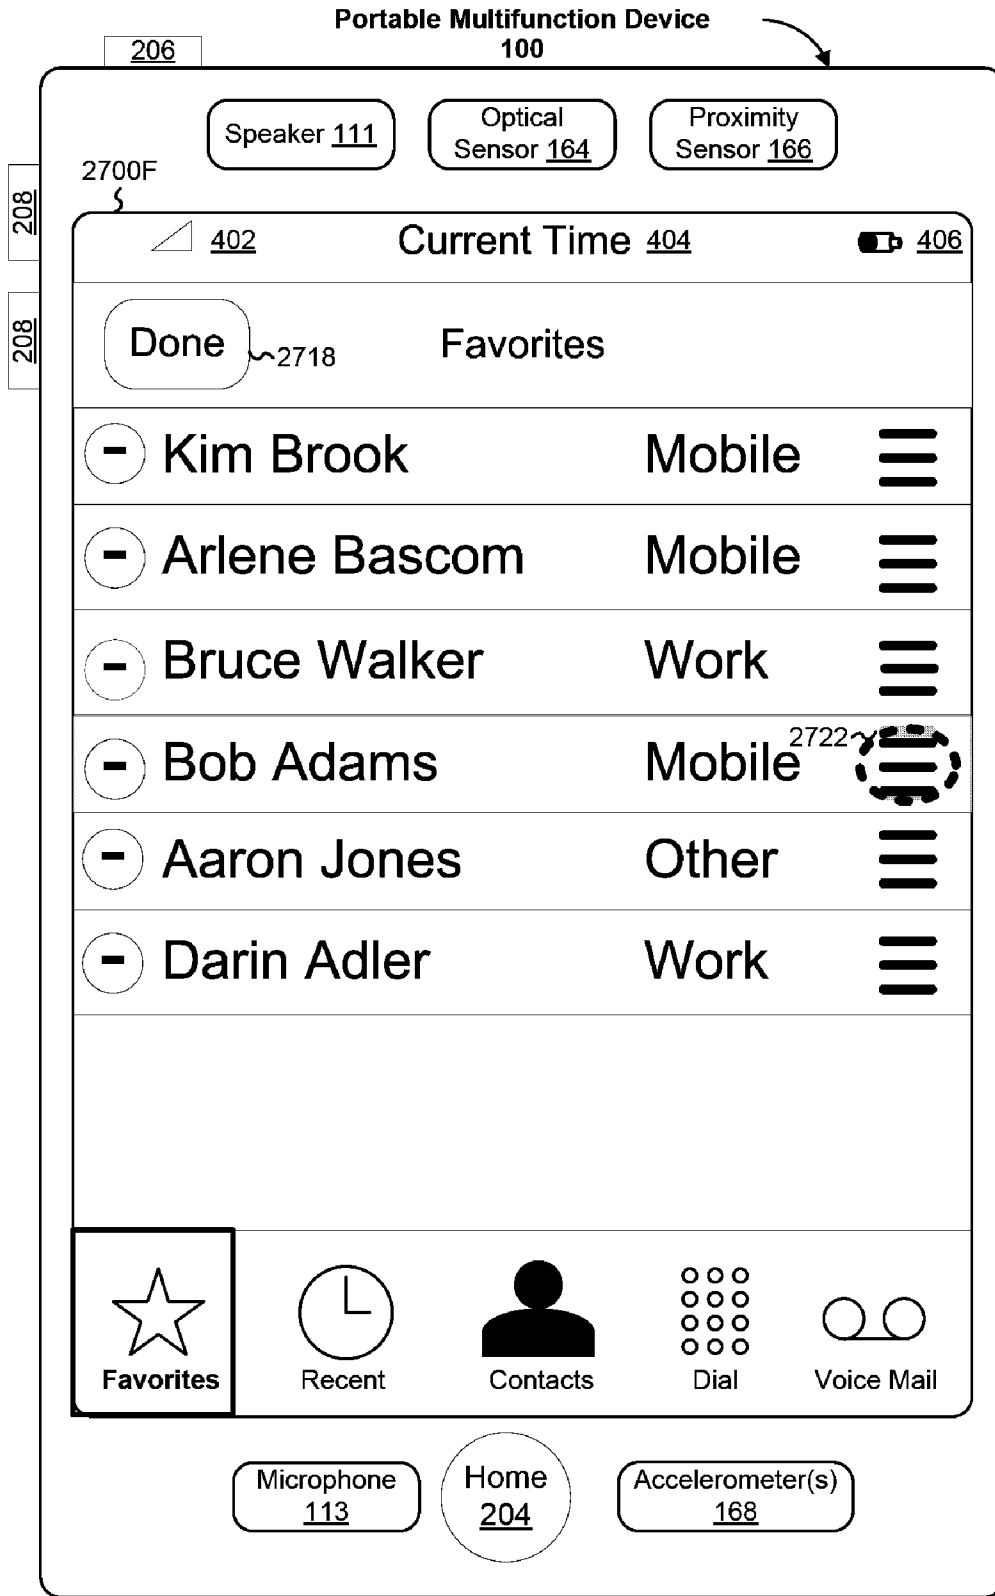 Portable Multifunction Device
100
206
Speaker 111
Optical
Sensor 164
Proximity
Sensor 166
2700F
208
208
402
Current Time 404
406
Done
2718
Favorites
- Kim Brook Mobile
- Arlene Bascom Mobile
- Bruce Walker Work
- Bob Adams Mobile
2722
- Aaron Jones Other
- Darin Adler Work
Favorites
Recent
Contacts
Dial
Voice Mail
Microphone
113
Home
204
Accelerometer(s)
168